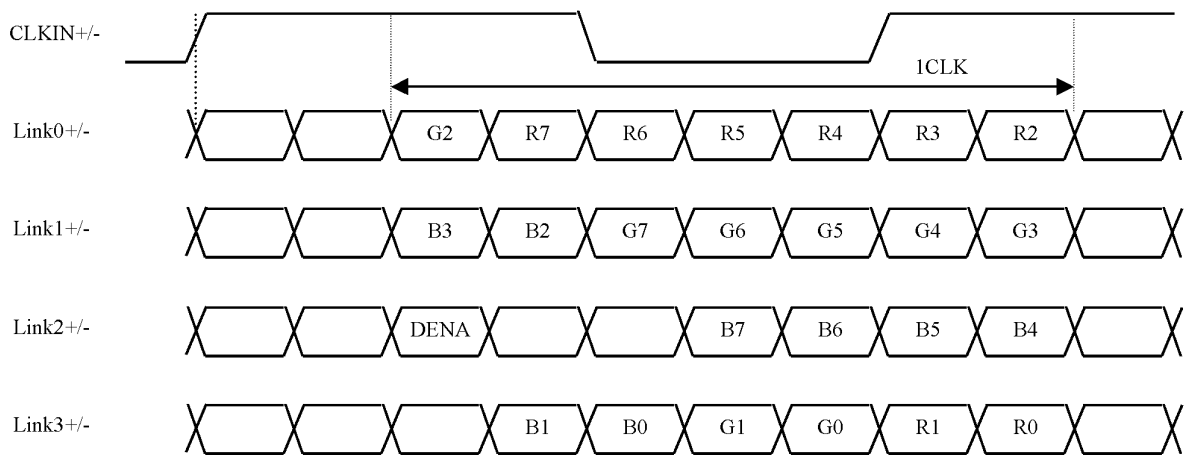 CLKIN+/-
1CLK
Link0+/- G2 R7 R6 R5 R4 R3 R2
Link1+/- B3 B2 G7 G6 G5 G4 G3
Link2+/- DENA B7 B6 B5 B4
Link3+/- B1 B0 G1 G0 R1 R0